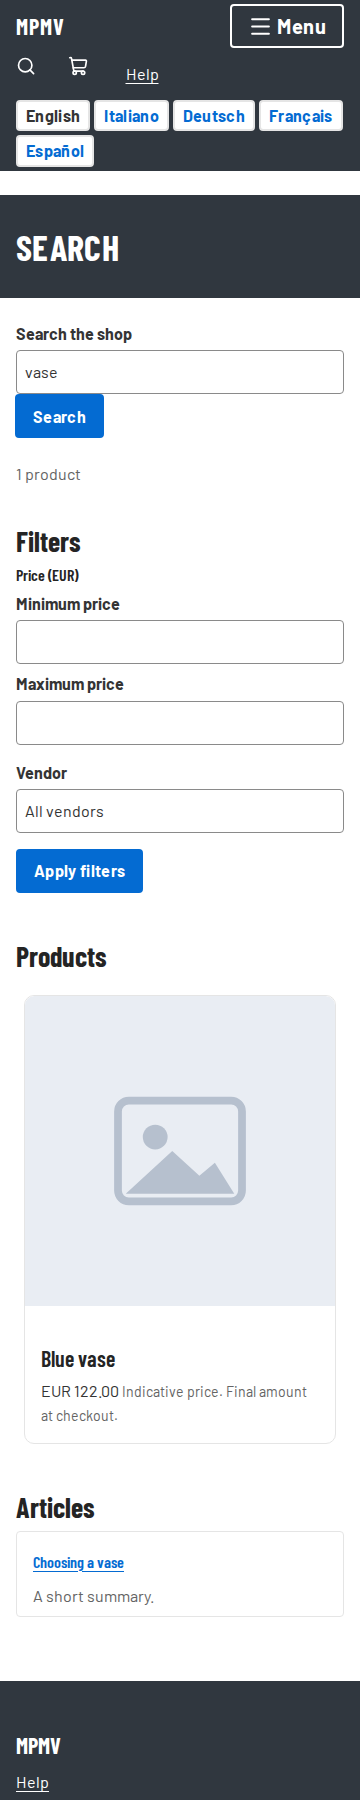 MPMV
Menu
Help
English Italiano Deutsch Français
Español
SEARCH
Search the shop
vase
Search
1 product
Filters
Price (EUR)
Minimum price
Maximum price
Vendor
All vendors
Apply filters
Products
Blue vase
EUR 122.00 Indicative price. Final amount
at checkout.
Articles
Choosing a vase
A short summary.
MPMV
Help